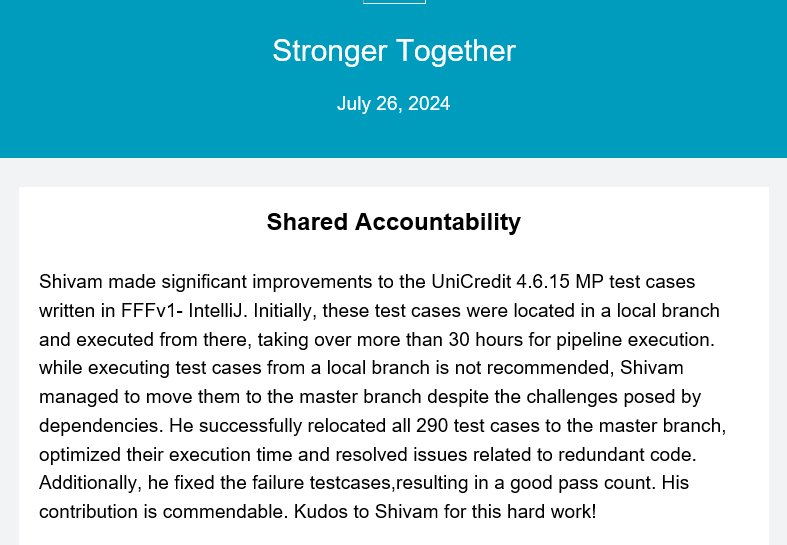 Stronger Together
July 26, 2024
Shared Accountability
Shivam made significant improvements to the UniCredit 4.6.15 MP test cases
written in FFFv1- IntelliJ. Initially, these test cases were located in a local branch
and executed from there, taking over more than 30 hours for pipeline execution.
while executing test cases from a local branch is not recommended, Shivam
managed to move them to the master branch despite the challenges posed by
dependencies. He successfully relocated all 290 test cases to the master branch,
optimized their execution time and resolved issues related to redundant code.
Additionally, he fixed the failure testcases,resulting in a good pass count. His
contribution is commendable. Kudos to Shivam for this hard work!